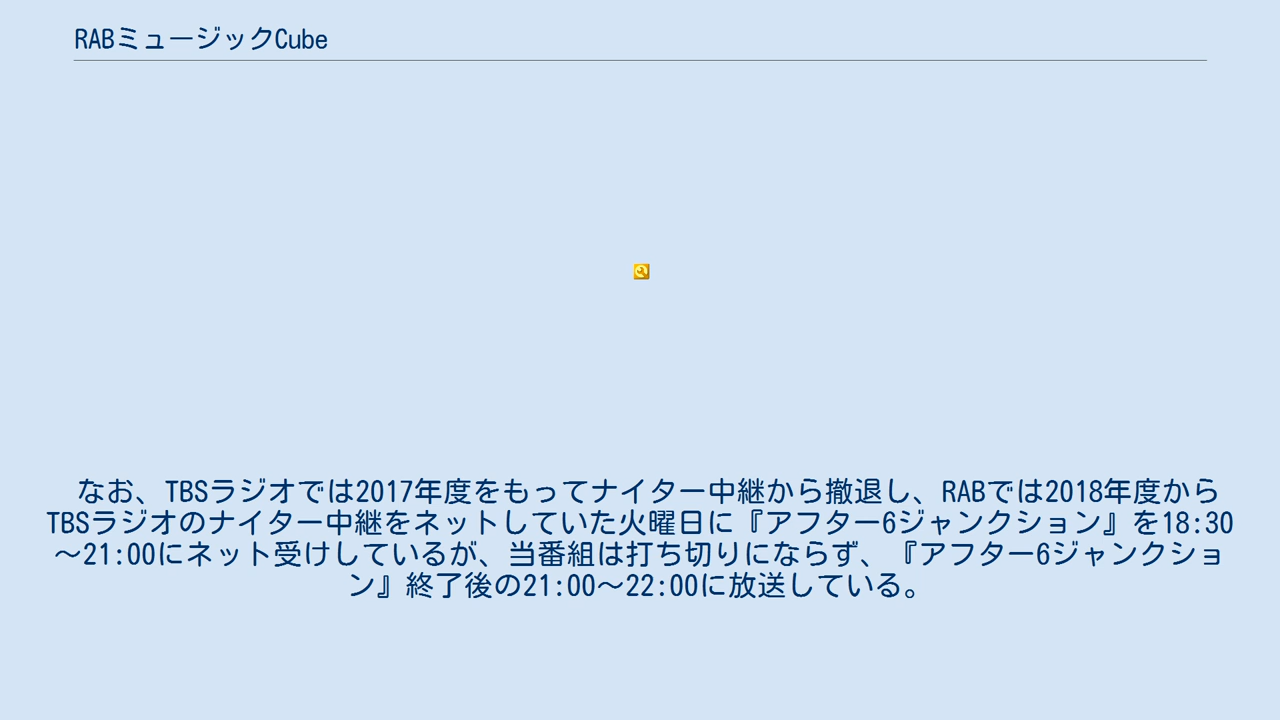 RABミュージックCube
なお、TBSラジオでは2017年度をもってナイター中継から撤退し、RABでは2018年度から
TBSラジオのナイター中継をネットしていた火曜日に『アフター6ジャンクション』を18:30
〜21:00にネット受けしているが、当番組は打ち切りにならず、『アフター6ジャンクショ
ン』終了後の21:00〜22:00に放送している。